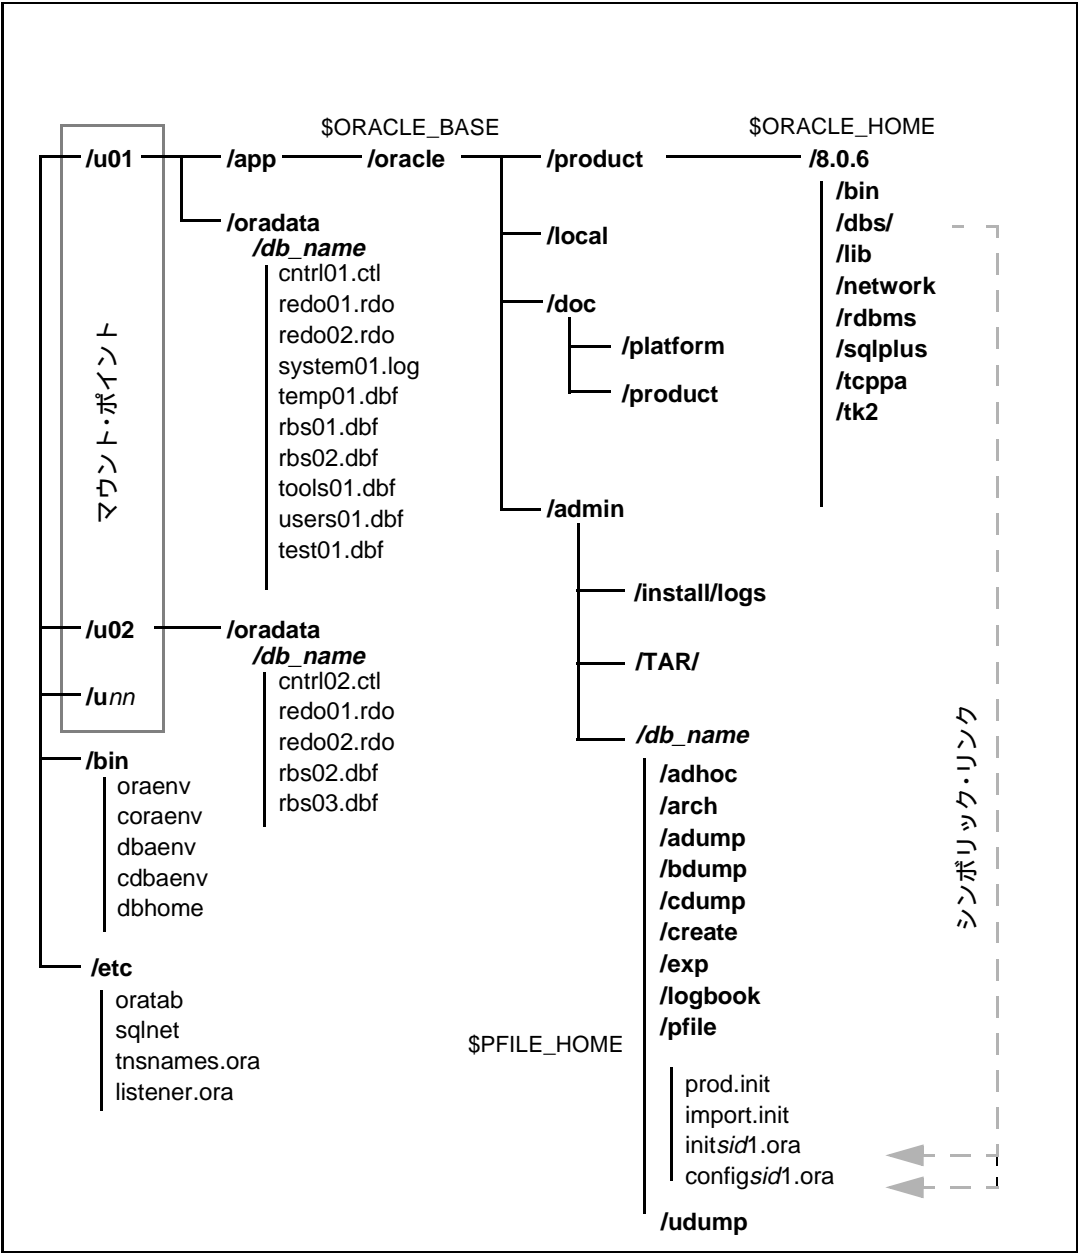 $ORACLE_BASE
$ORACLE_HOME
/u01
/app
/oracle
/product
/8.0.6
/bin
/dbs/
/lib
/network
/rdbms
/sqlplus
/tcppa
/tk2
/local
/doc
/platform
/product
/oradata
/db_name
cntrl01.ctl
redo01.rdo
redo02.rdo
system01.log
temp01.dbf
rbs01.dbf
rbs02.dbf
tools01.dbf
users01.dbf
test01.dbf
マウント・ポイント
/admin
/install/logs
/TAR/
/db_name
/adhoc
/arch
/adump
/bdump
/cdump
/create
/exp
/logbook
/pfile
$PFILE_HOME
prod.init
import.init
initsid1.ora
configsid1.ora
/udump
シンボリック・リンク
/u02
/oradata
/db_name
cntrl02.ctl
redo01.rdo
redo02.rdo
rbs02.dbf
rbs03.dbf
/unn
/bin
oraenv
coraenv
dbaenv
cdbaenv
dbhome
/etc
oratab
sqlnet
tnsnames.ora
listener.ora